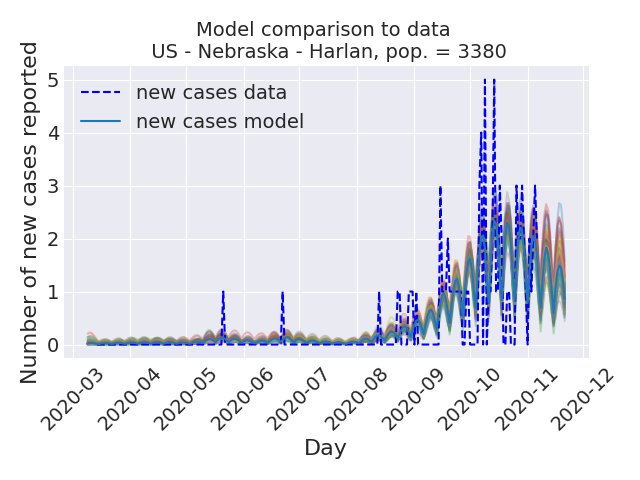 Model comparison to data
US - Nebraska - Harlan, pop. = 3380
Number of new cases reported
5
4
3
2
1
0
new cases data
new cases model
2020-03
2020-04
2020-05
2020-06
2020-07
2020-08
2020-09
2020-10
2020-11
2020-12
Day